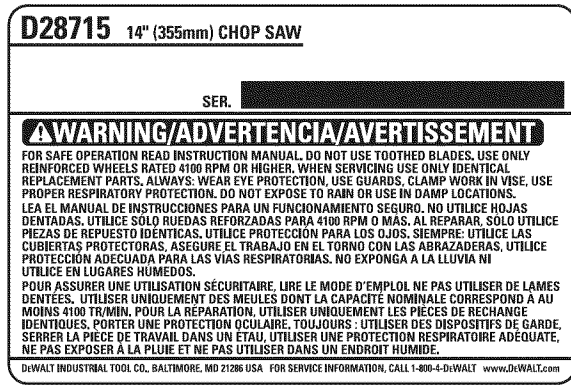 D28715 14" (355mm) CHOP SAW
SER.
WARNING/ADVERTENCIA/AVERTISSEMENT
FOR SAFE OPERATION READ INSTRUCTION MANUAL. DO NOT USE TOOTHED BLADES. USE ONLY
REINFORCED WHEELS RATED 4100 RPM OR HIGHER. WHEN SERVICING USE ONLY IDENTICAL
REPLACEMENT PARTS. ALWAYS: WEAR EYE PROTECTION, USE GUARDS, CLAMP WORK IN VISE, USE
PROPER RESPIRATORY PROTECTION. DO NOT EXPOSE TO RAIN OR USE IN DAMP LOCATIONS.
LEA EL MANUAL DE INSTRUCCIONES PARA UN FUNCIONAMIENTO SEGURO. NO UTILICE HOJAS
DENTADAS. UTILICE SÓLO RUEDAS REFORZADAS PARA 4100 RPM O MÁS. AL REPARAR, SÓLO UTILICE
PIEZAS DE REPUESTO IDÉNTICAS. UTILICE PROTECCIÓN PARA LOS OJOS. SIEMPRE: UTILICE LAS
CUBIERTAS PROTECTORAS, ASEGURE EL TRABAJO EN EL TORNO CON LAS ABRAZADERAS, UTILICE
PROTECCIÓN ADECUADA PARA LAS VÍAS RESPIRATORIAS. NO EXPONGA A LA LLUVIA NI
UTILICE EN LUGARES HÚMEDOS.
POUR ASSURER UNE UTILISATION SÉCURITAIRE, LIRE LE MODE D'EMPLOI. NE PAS UTILISER DE LAMES
DENTÉES. UTILISER UNIQUEMENT DES MEULES DONT LA CAPACITÉ NOMINALE CORRESPOND À AU
MOINS 4100 TR/MIN. POUR LA RÉPARATION, UTILISER UNIQUEMENT LES PIÈCES DE RECHANGE
IDENTIQUES. PORTER UNE PROTECTION OCULAIRE. TOUJOURS : UTILISER DES DISPOSITIFS DE GARDE,
SERRER LA PIÈCE DE TRAVAIL DANS UN ÉTAU, UTILISER UNE PROTECTION RESPIRATOIRE ADÉQUATE,
NE PAS EXPOSER À LA PLUIE ET NE PAS UTILISER DANS UN ENDROIT HUMIDE.
DEWALT INDUSTRIAL TOOL CO., BALTIMORE, MD 21286 USA FOR SERVICE INFORMATION, CALL 1-800-4-DEWALT www.DEWALT.com